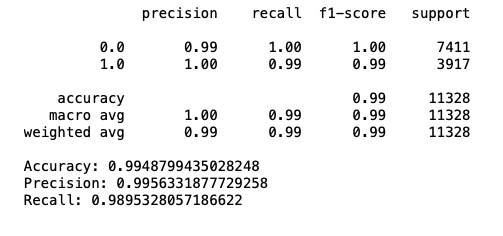 precision recall f1-score support
0.0 0.99 1.00 1.00 7411
1.0 1.00 0.99 0.99 3917
accuracy 0.99 11328
macro avg 1.00 0.99 0.99 11328
weighted avg 0.99 0.99 0.99 11328
Accuracy: 0.9948799435028248
Precision: 0.9956331877729258
Recall: 0.9895328057186622